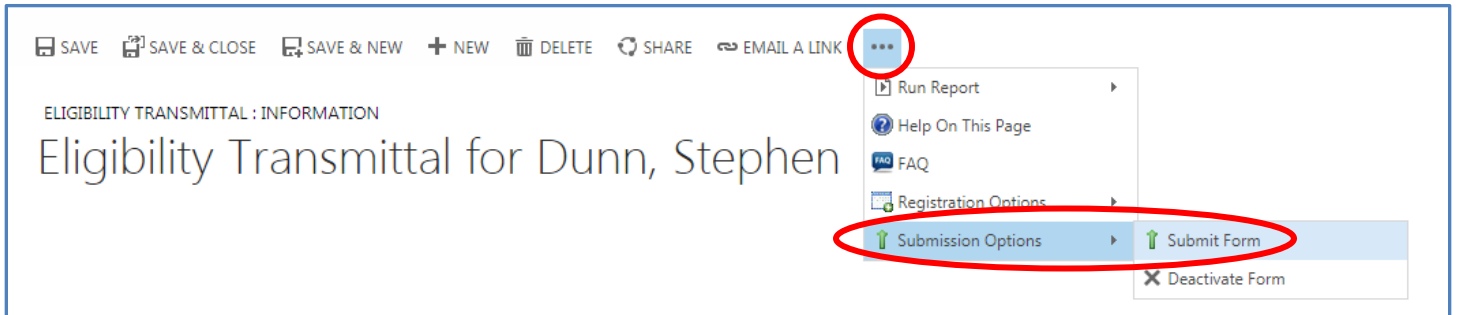 SAVE SAVE & CLOSE SAVE & NEW NEW DELETE SHARE EMAIL A LINK
Run Report
ELIGIBILITY TRANSMITTAL : INFORMATION
Help On This Page
Eligibility Transmittal for Dunn, Stephen
FAQ FAQ
Registration Options
Submission Options Submit Form
Deactivate Form